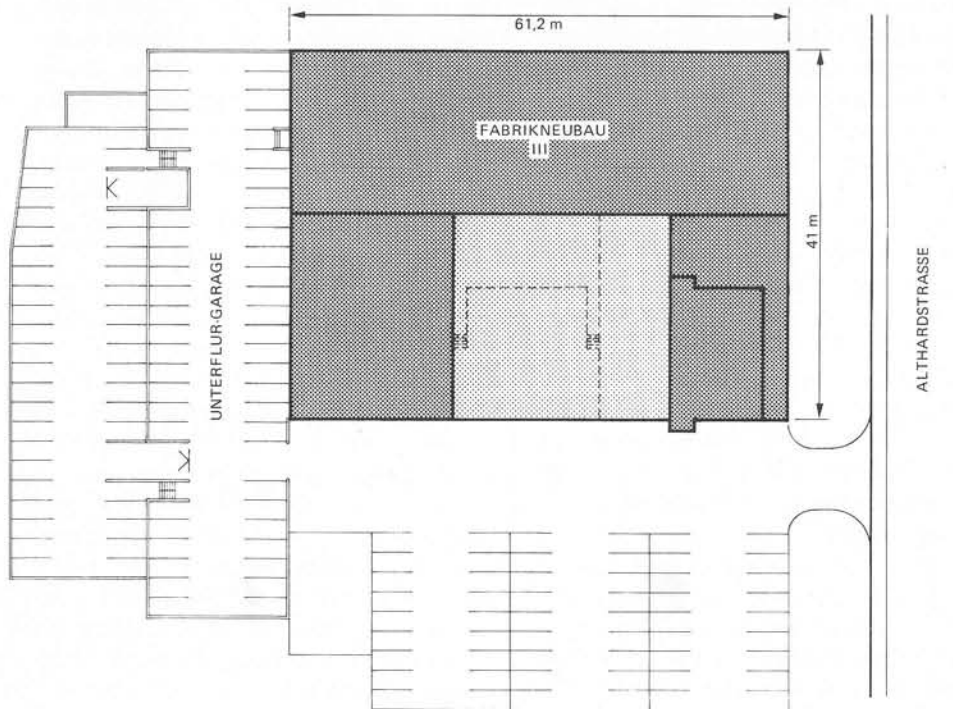 61,2 m
FABRIKNEUBAU
III
41 m
UNTERFLUR-GARAGE
ALTHARDSTRASSE